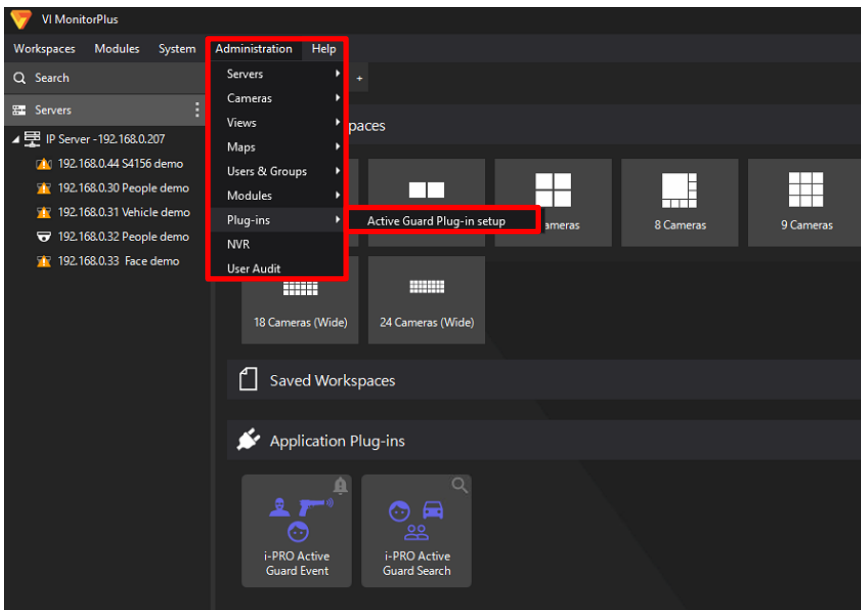 VI MonitorPlus
Workspaces Modules System Administration Help
Search
+
Servers
IP Server -192.168.0.207
192.168.0.44 S4156 demo
192.168.0.30 People demo
192.168.0.31 Vehicle demo
192.168.0.32 People demo
192.168.0.33 Face demo
Servers
Cameras
Views
Maps
Users & Groups
Modules
Plug-ins
NVR
User Audit
Active Guard Plug-in setup
paces
ameras
8 Cameras
9 Cameras
18 Cameras (Wide)
24 Cameras (Wide)
Saved Workspaces
Application Plug-ins
i-PRO Active
Guard Event
i-PRO Active
Guard Search